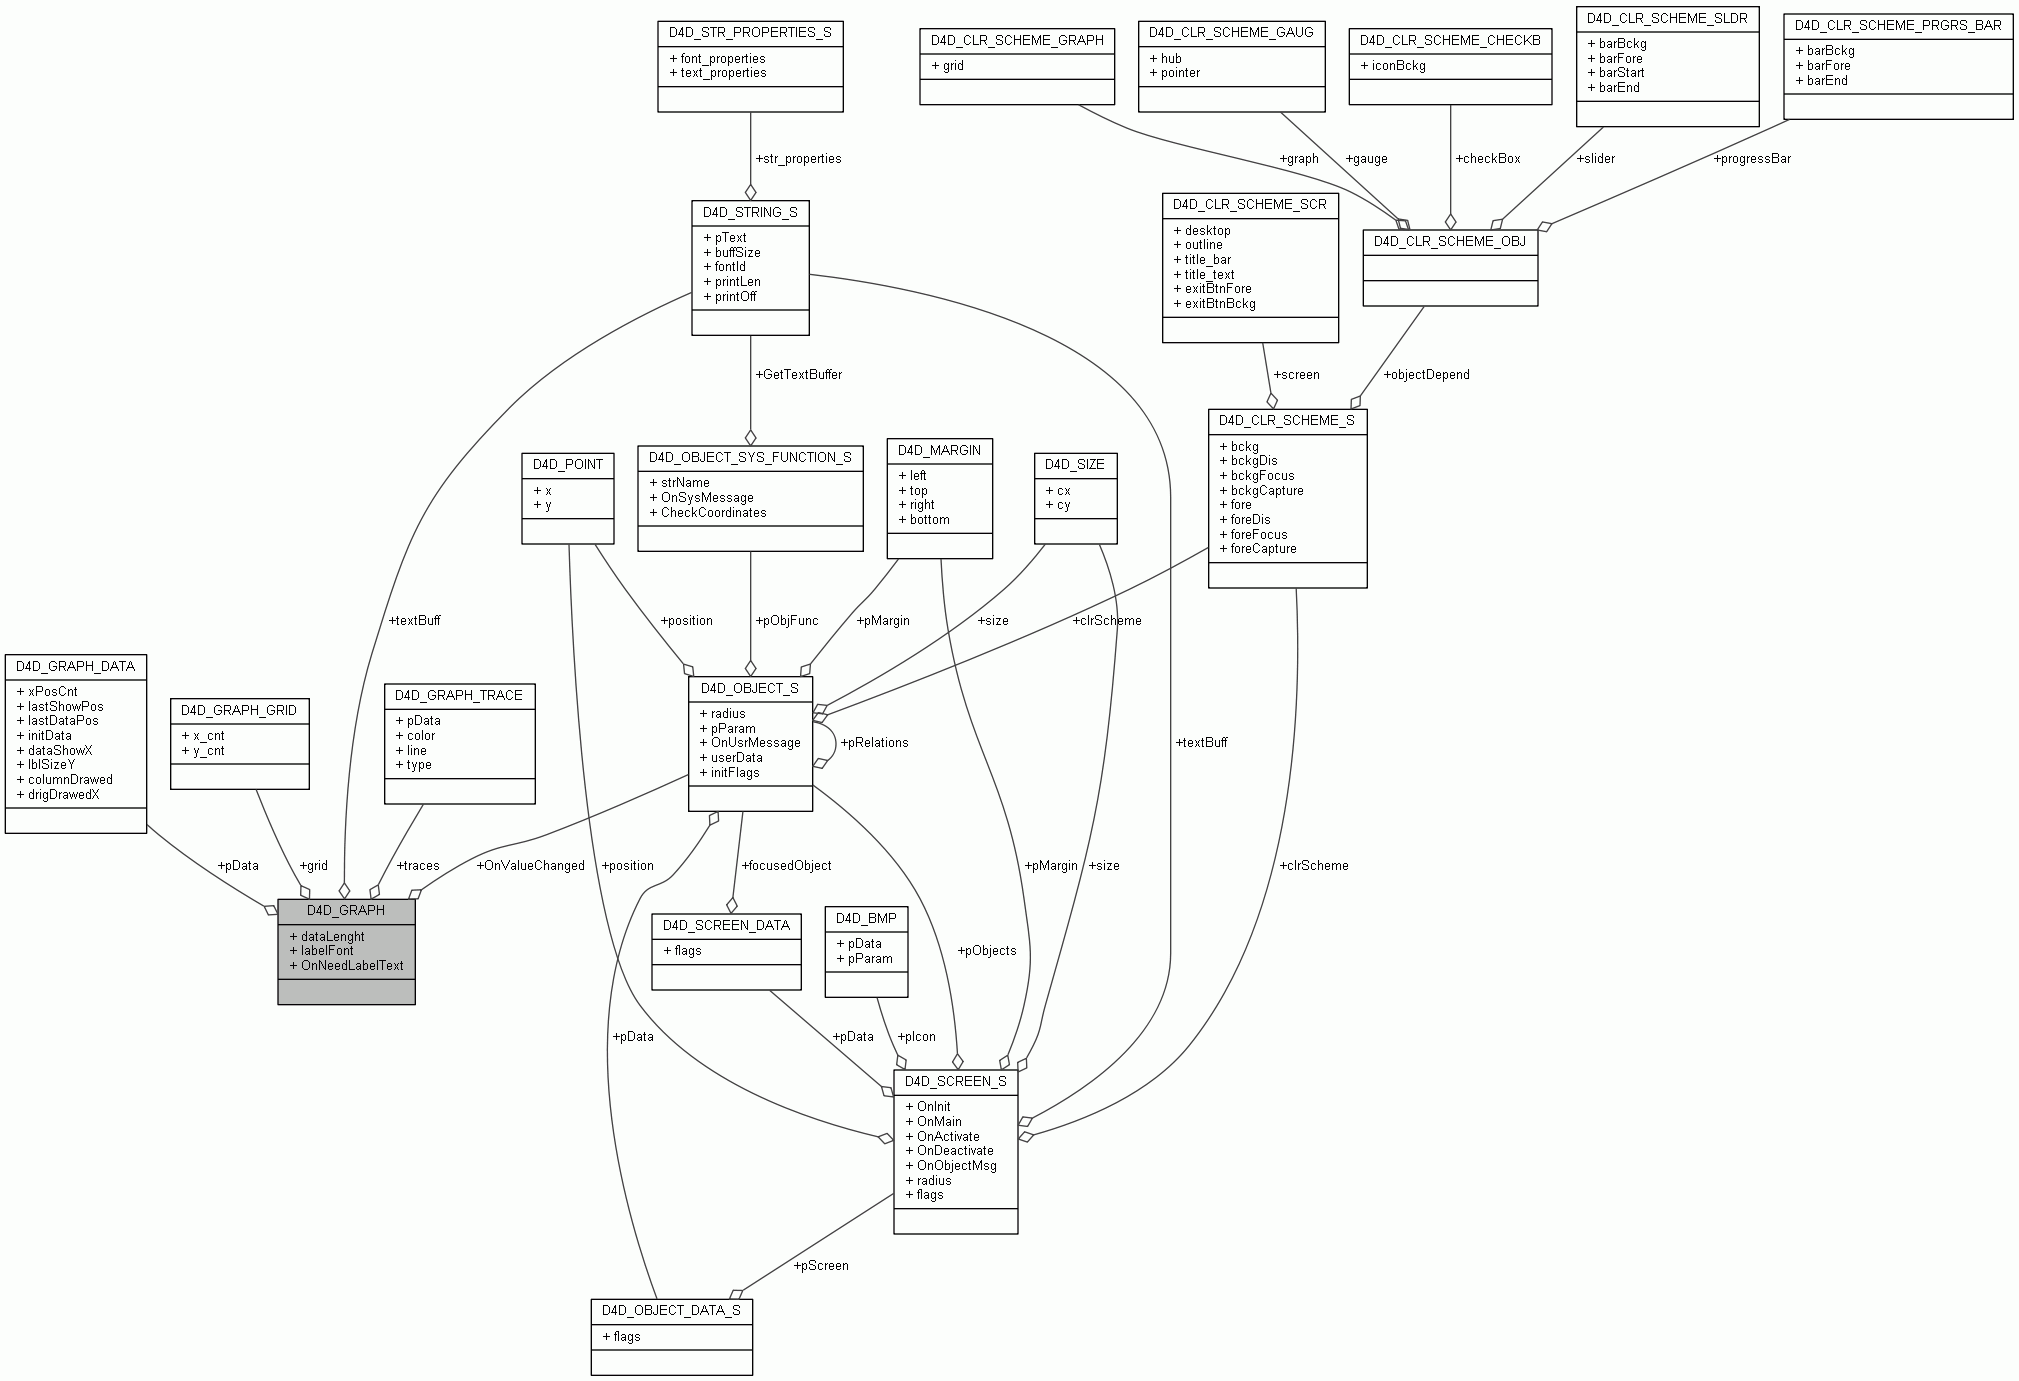 D4D_STR_PROPERTIES_S
+ font_properties
+ text_properties
D4D_CLR_SCHEME_GRAPH
+ grid
D4D_CLR_SCHEME_GAUG
+ hub
+ pointer
D4D_CLR_SCHEME_CHECKB
+ iconBckg
D4D_CLR_SCHEME_SLDR
+ barBckg
+ barFore
+ barStart
+ barEnd
D4D_CLR_SCHEME_PRGRS_BAR
+ barBckg
+ barFore
+ barEnd
+str_properties
+graph
+gauge
+checkBox
+slider
+progressBar
D4D_STRING_S
+ pText
+ buffSize
+ fontId
+ printLen
+ printOff
D4D_CLR_SCHEME_SCR
+ desktop
+ outline
+ title_bar
+ title_text
+ exitBtnFore
+ exitBtnBckg
D4D_CLR_SCHEME_OBJ
+GetTextBuffer
+screen
+objectDepend
D4D_POINT
+ x
+ y
D4D_OBJECT_SYS_FUNCTION_S
+ strName
+ OnSysMessage
+ CheckCoordinates
D4D_MARGIN
+ left
+ top
+ right
+ bottom
D4D_SIZE
+ cx
+ cy
D4D_CLR_SCHEME_S
+ bckg
+ bckgDis
+ bckgFocus
+ bckgCapture
+ fore
+ foreDis
+ foreFocus
+ foreCapture
+textBuff
+position
+pObjFunc
+pMargin
+size
+clrScheme
D4D_GRAPH_DATA
+ xPosCnt
+ lastShowPos
+ lastDataPos
+ initData
+ dataShowX
+ lblSizeY
+ columnDrawed
+ drigDrawedX
D4D_GRAPH_GRID
+ x_cnt
+ y_cnt
D4D_GRAPH_TRACE
+ pData
+ color
+ line
+ type
D4D_OBJECT_S
+ radius
+ pParam
+ OnUsrMessage
+ userData
+ initFlags
+pRelations
+textBuff
+pData
+grid
+traces
+OnValueChanged
+position
+focusedObject
+pMargin
+size
+clrScheme
D4D_GRAPH
+ dataLenght
+ labelFont
+ OnNeedLabelText
D4D_SCREEN_DATA
+ flags
D4D_BMP
+ pData
+ pParam
+pObjects
+pData
+pData
+pIcon
D4D_SCREEN_S
+ OnInit
+ OnMain
+ OnActivate
+ OnDeactivate
+ OnObjectMsg
+ radius
+ flags
+pScreen
D4D_OBJECT_DATA_S
+ flags